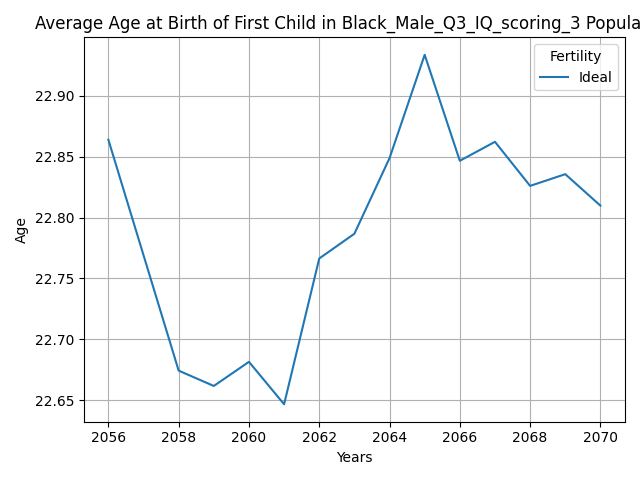 Average Age at Birth of First Child in Black_Male_Q3_IQ_scoring_3 Popula
Fertility
Ideal
22.90
22.85
22.80
22.75
22.70
22.65
Age
2056 2058 2060 2062 2064 2066 2068 2070
Years